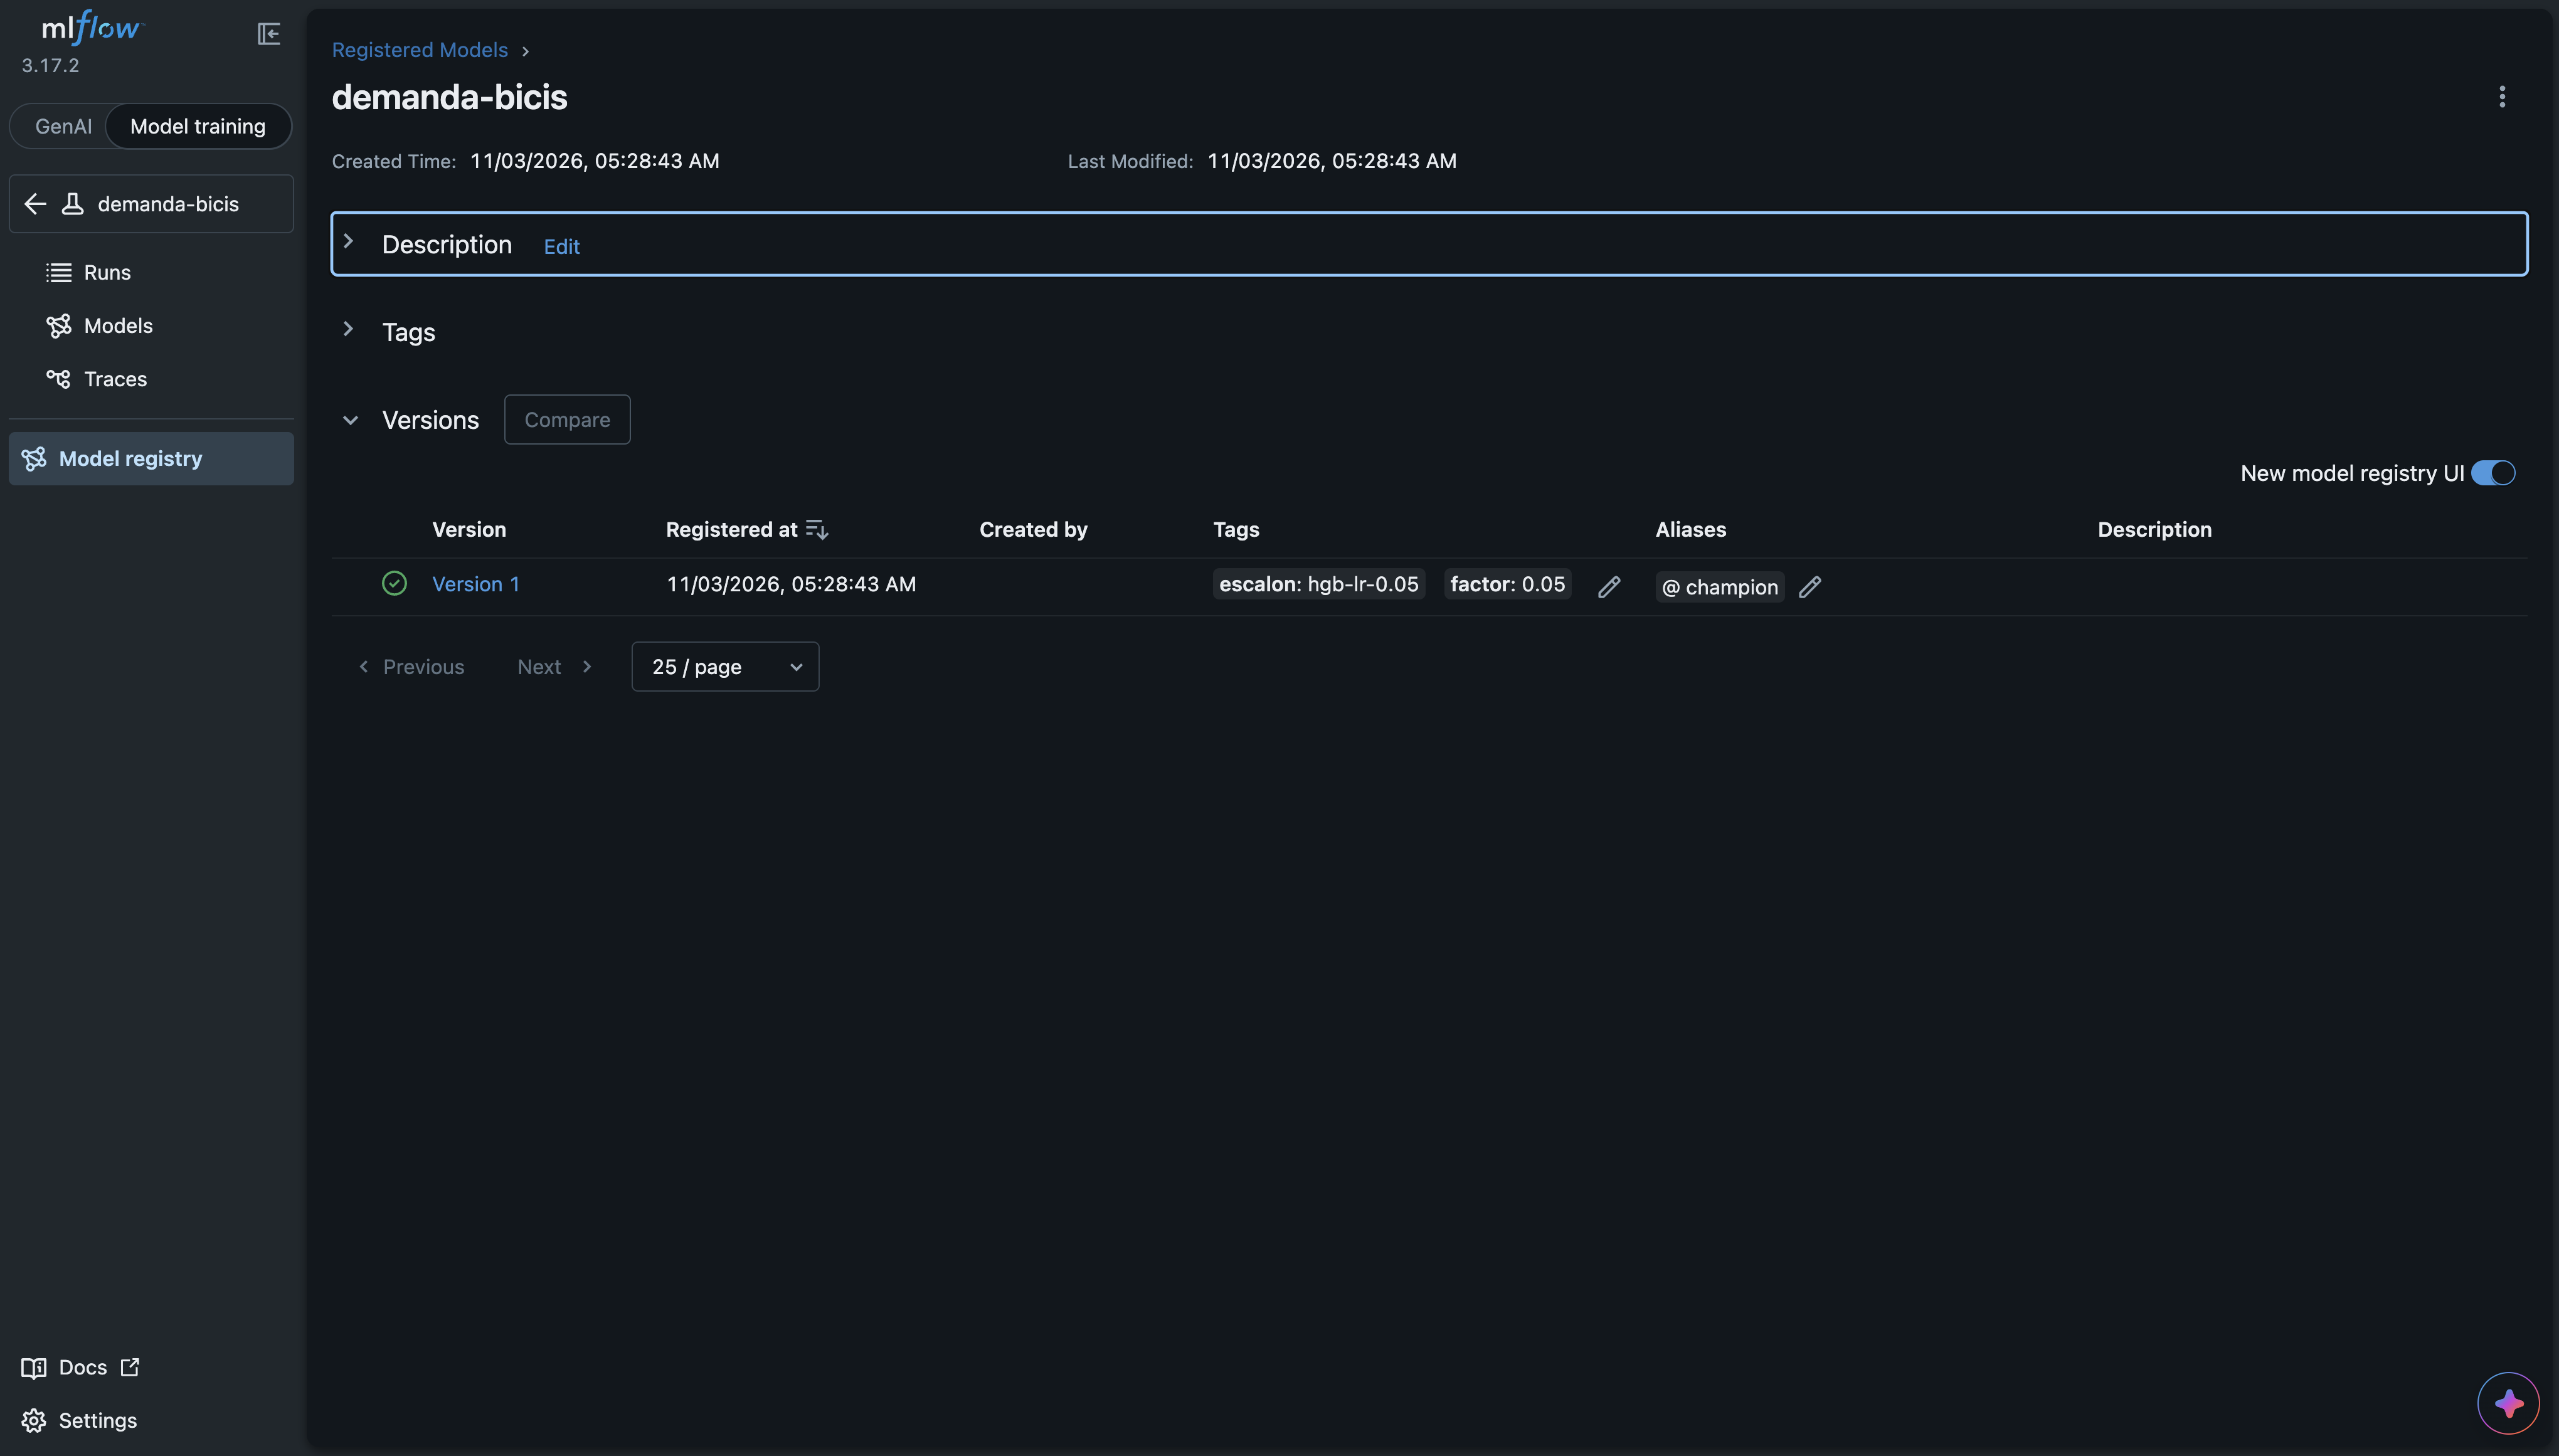 mlflow
3.17.2
GenAI
Model training
demanda-bicis
Runs
Models
Traces
Model registry
Docs
Settings
Registered Models
demanda-bicis
Created Time: 11/03/2026, 05:28:43 AM
Last Modified: 11/03/2026, 05:28:43 AM
Description Edit
Tags
Versions Compare
New model registry UI
Version Registered at Created by Tags Aliases Description
Version 1 11/03/2026, 05:28:43 AM escalon: hgb-lr-0.05 factor: 0.05 @ champion
Previous Next 25 / page